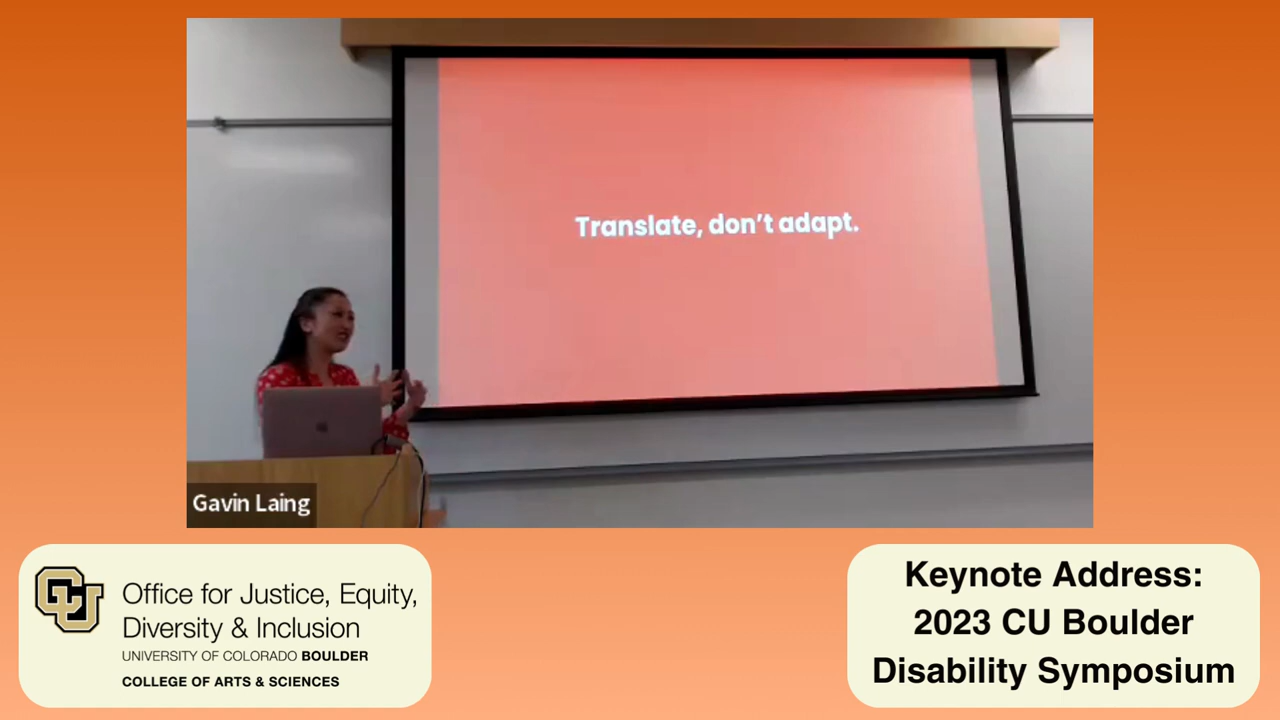 Translate, don't adapt.
Gavin Laing
CU
Office for Justice, Equity,
Diversity & Inclusion
UNIVERSITY OF COLORADO BOULDER
COLLEGE OF ARTS & SCIENCES
Keynote Address:
2023 CU Boulder
Disability Symposium